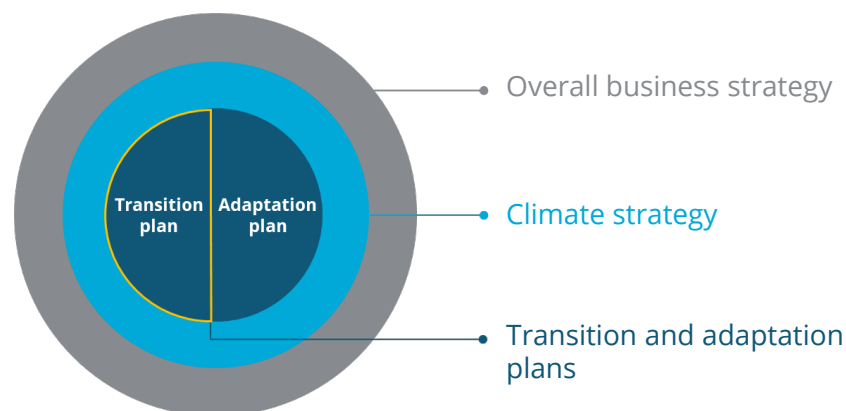 Overall business strategy
Transition
plan
Adaptation
plan
Climate strategy
Transition and adaptation
plans